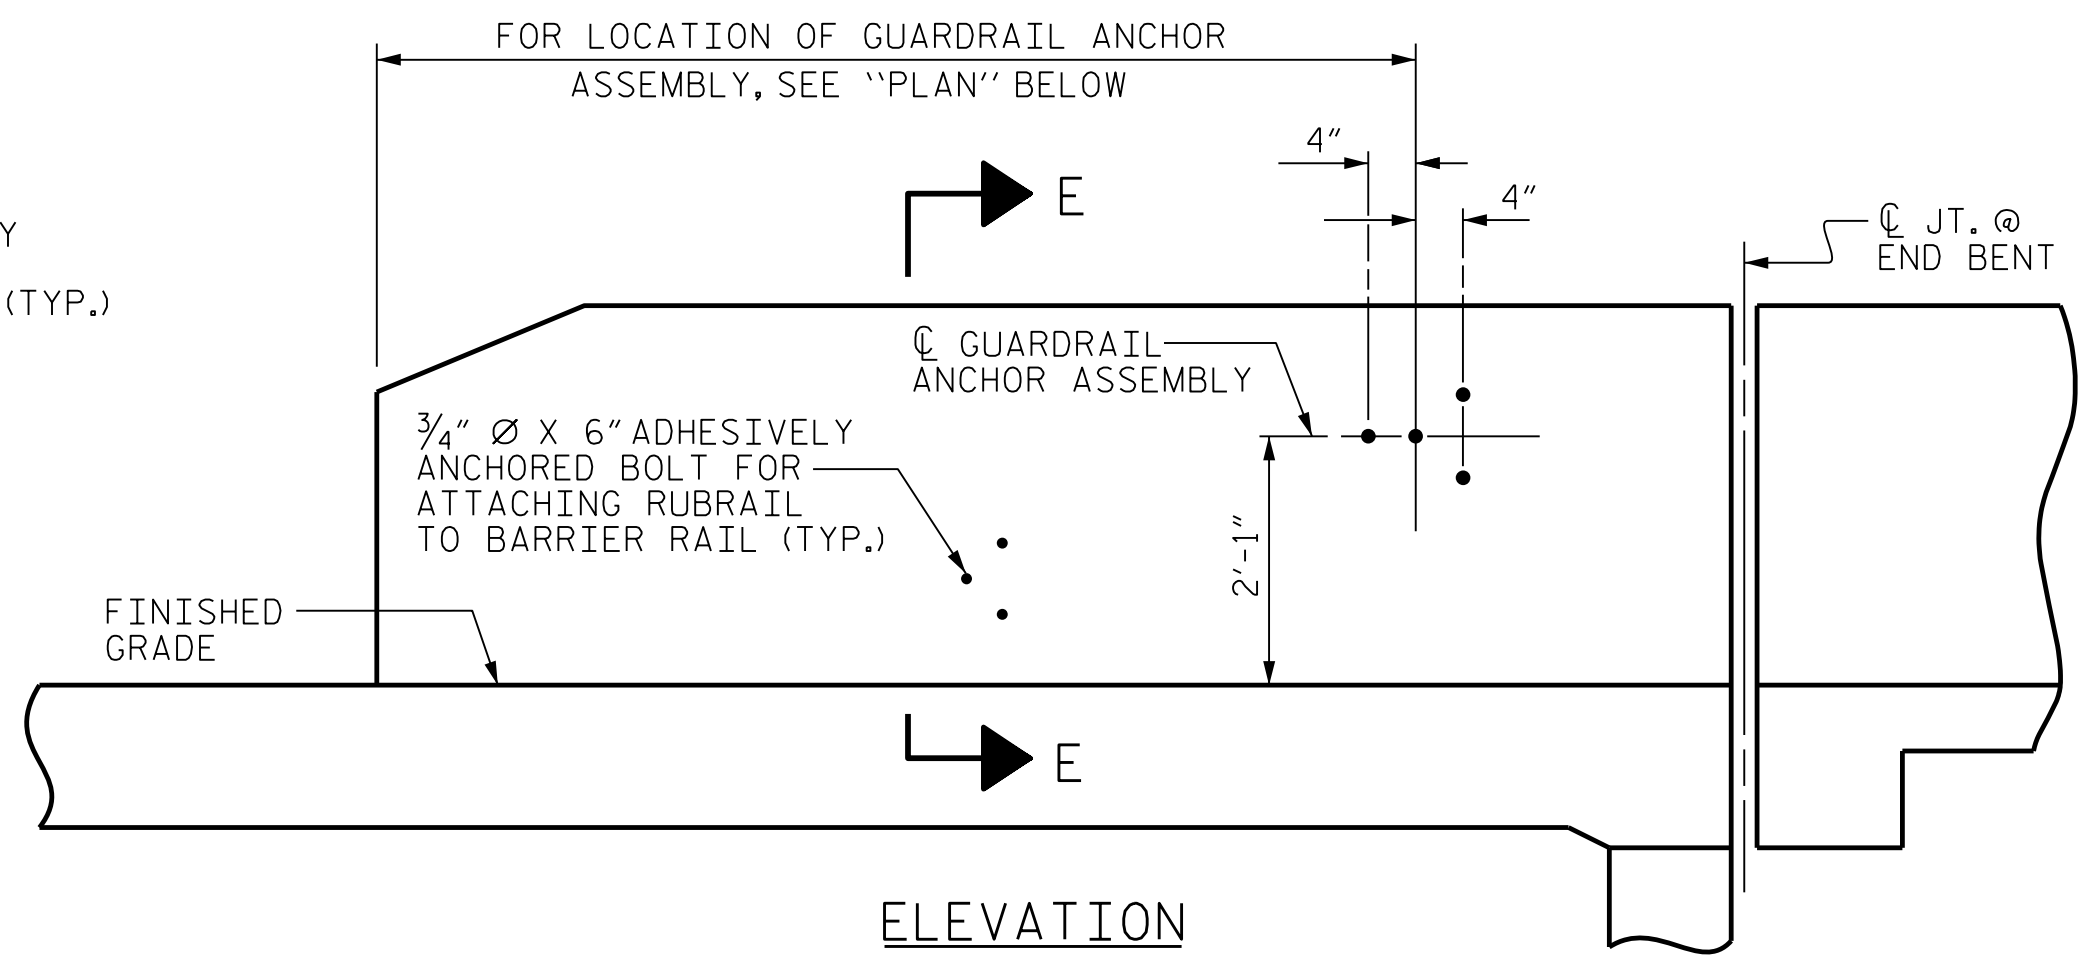 FOR LOCATION OF GUARDRAIL ANCHOR
ASSEMBLY, SEE "PLAN" BELOW
4"
4"
E
Y
(TYP.)
℄ JT. @
END BENT
℄ GUARDRAIL
ANCHOR ASSEMBLY
3/4" Ø X 6" ADHESIVELY
ANCHORED BOLT FOR
ATTACHING RUBRAIL
TO BARRIER RAIL (TYP.)
2'-1"
FINISHED
GRADE
E
ELEVATION